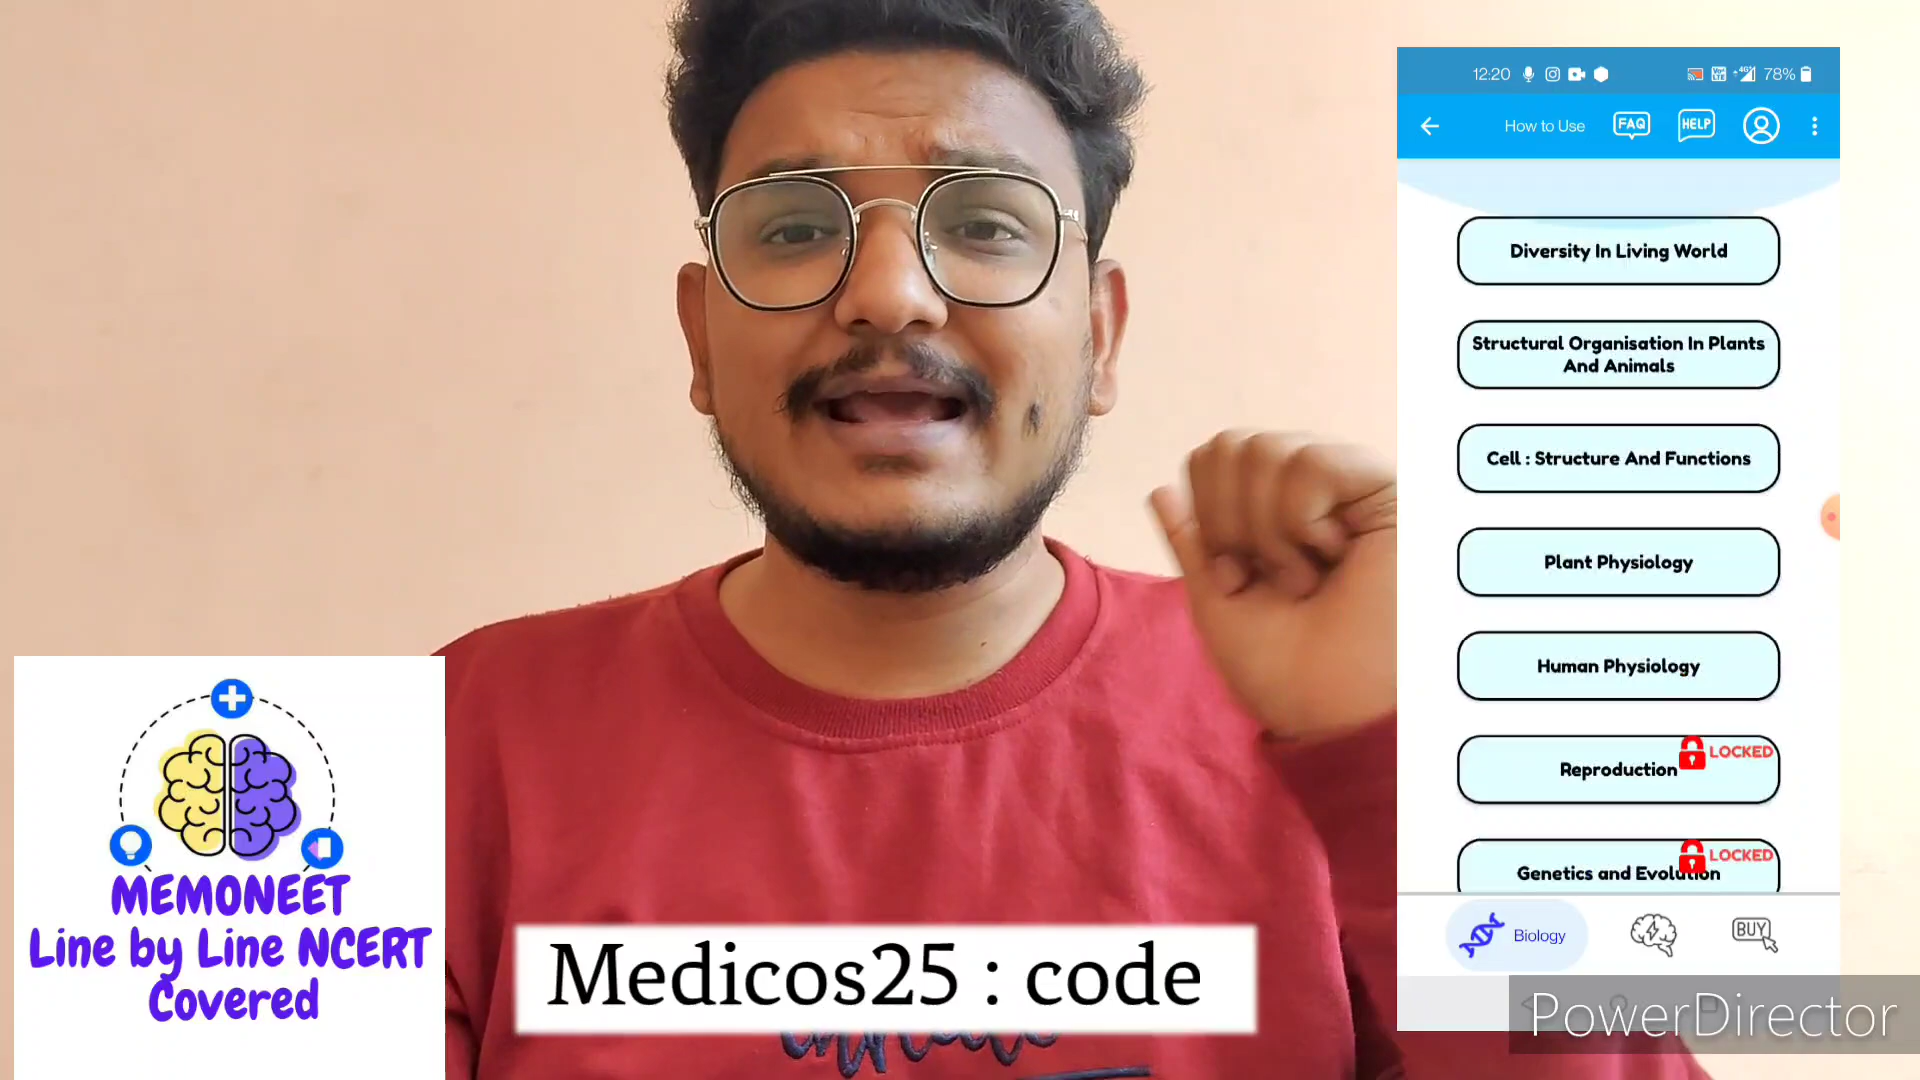 12:20
4G
78%
How to Use
FAQ
HELP
Diversity In Living World
Structural Organisation In Plants
And Animals
Cell : Structure And Functions
Plant Physiology
Human Physiology
LOCKED
Reproduction
LOCKED
Genetics and Evolution
Biology
BUY
MEMONEET
Line by Line NCERT
Covered
Medicos25 : code
PowerDirector